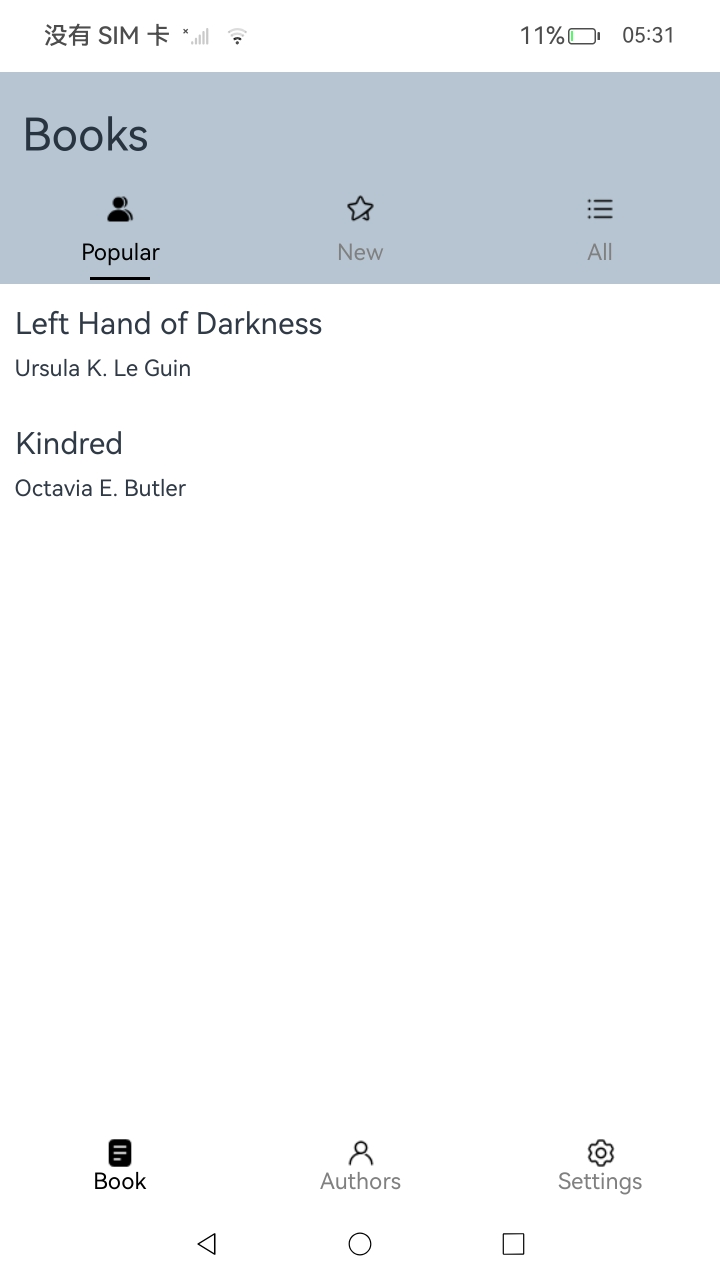 没有 SIM 卡
11%
05:31
Books
Popular
New
All
Left Hand of Darkness
Ursula K. Le Guin
Kindred
Octavia E. Butler
Book
Authors
Settings